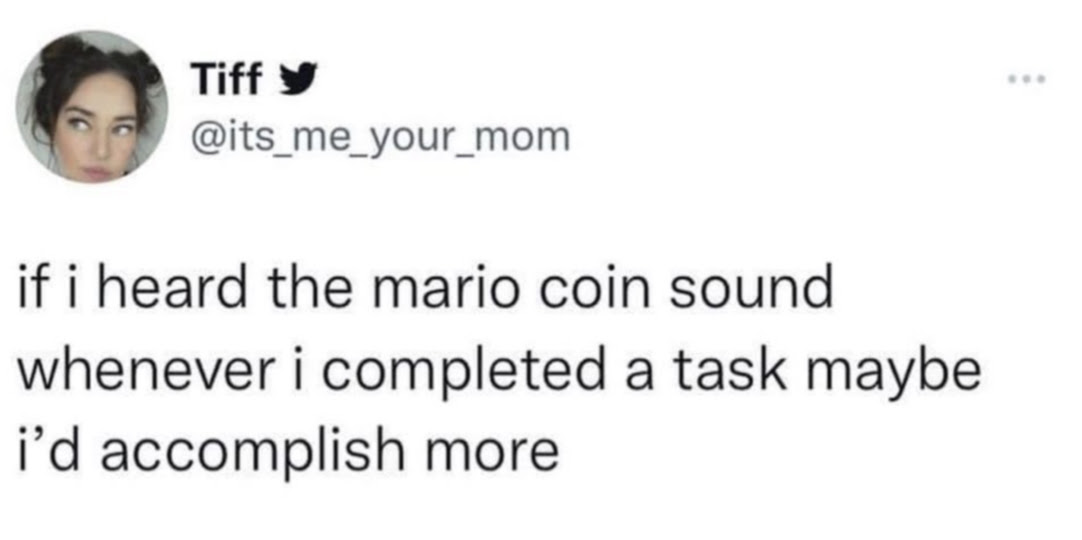 Tiff
@its_me_your_mom
if i heard the mario coin sound
whenever i completed a task maybe
i’d accomplish more